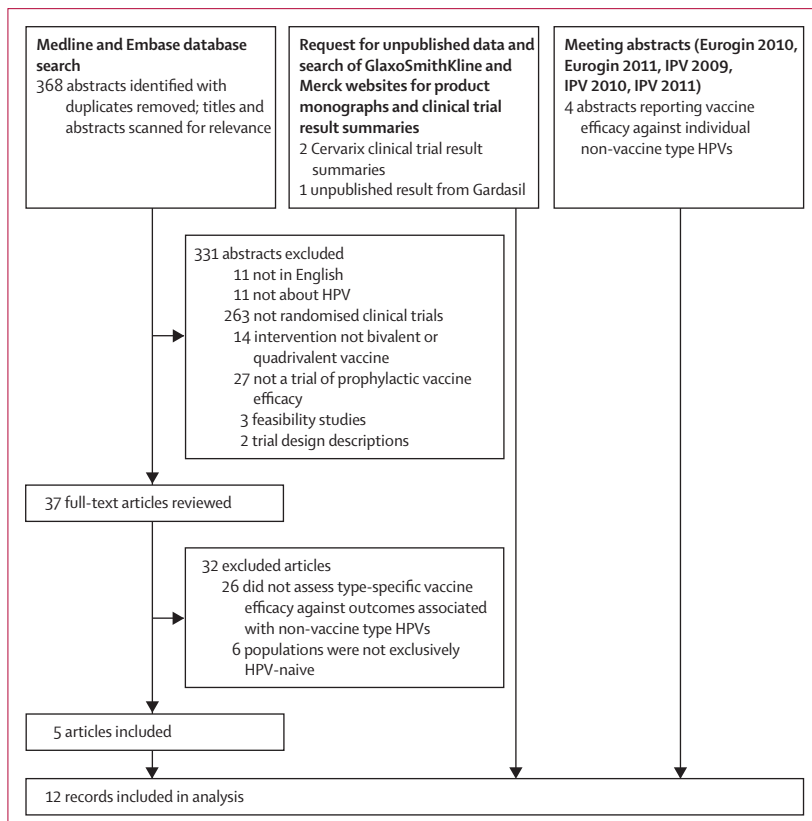 Medline and Embase database
search
368 abstracts identified with
duplicates removed; titles and
abstracts scanned for relevance
Request for unpublished data and
search of GlaxoSmithKline and
Merck websites for product
monographs and clinical trial
result summaries
2 Cervarix clinical trial result
summaries
1 unpublished result from Gardasil
Meeting abstracts (Eurogin 2010,
Eurogin 2011, IPV 2009,
IPV 2010, IPV 2011)
4 abstracts reporting vaccine
efficacy against individual
non-vaccine type HPVs
331 abstracts excluded
11 not in English
11 not about HPV
263 not randomised clinical trials
14 intervention not bivalent or
quadrivalent vaccine
27 not a trial of prophylactic vaccine
efficacy
3 feasibility studies
2 trial design descriptions
37 full-text articles reviewed
32 excluded articles
26 did not assess type-specific vaccine
efficacy against outcomes associated
with non-vaccine type HPVs
6 populations were not exclusively
HPV-naive
5 articles included
12 records included in analysis